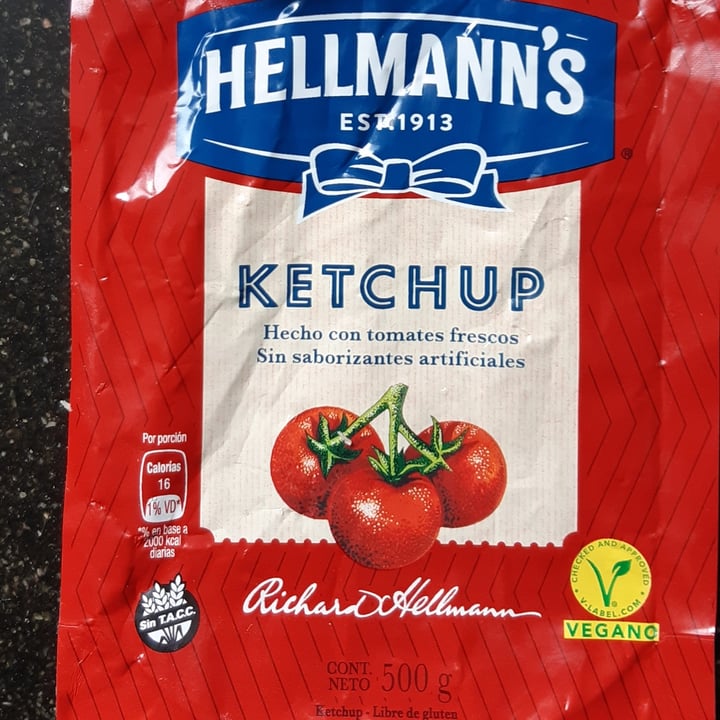 HELLMANN'S
EST. 1913
®
KETCHUP
Hecho con tomates frescos
Sin saborizantes artificiales
Por porción
Calorías
16
1% VD*
*% en base a
2000 kcal
diarias
Sin T.A.C.C.
Richard Hellmann
CHECKED AND APPROVED
V-LABEL.COM
VEGANO
CONT.
NETO 500 g
Ketchup - Libre de gluten